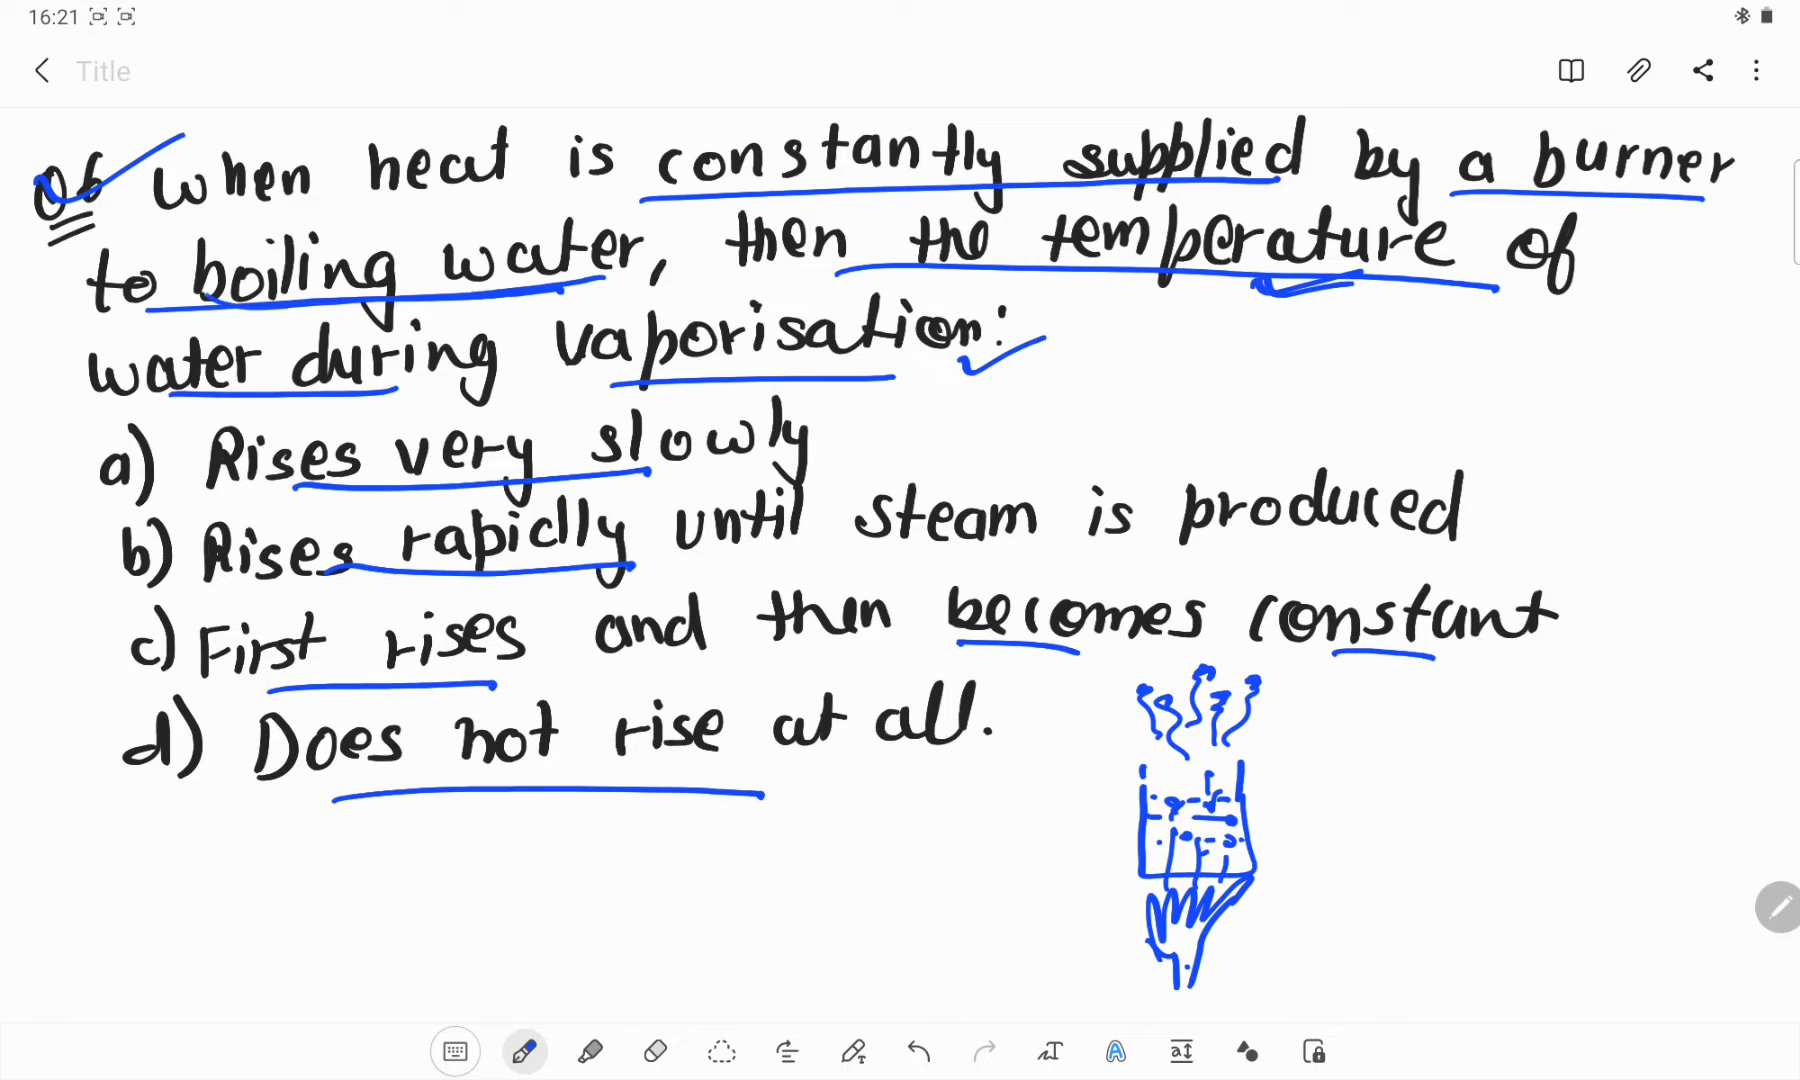 16:21
Title
Q6 When heat is constantly supplied by a burner
to boiling water, then the temperature of
water during vaporisation:
a) Rises very slowly
b) Rises rapidly until steam is produced
c) First rises and then becomes constant
d) Does not rise at all.